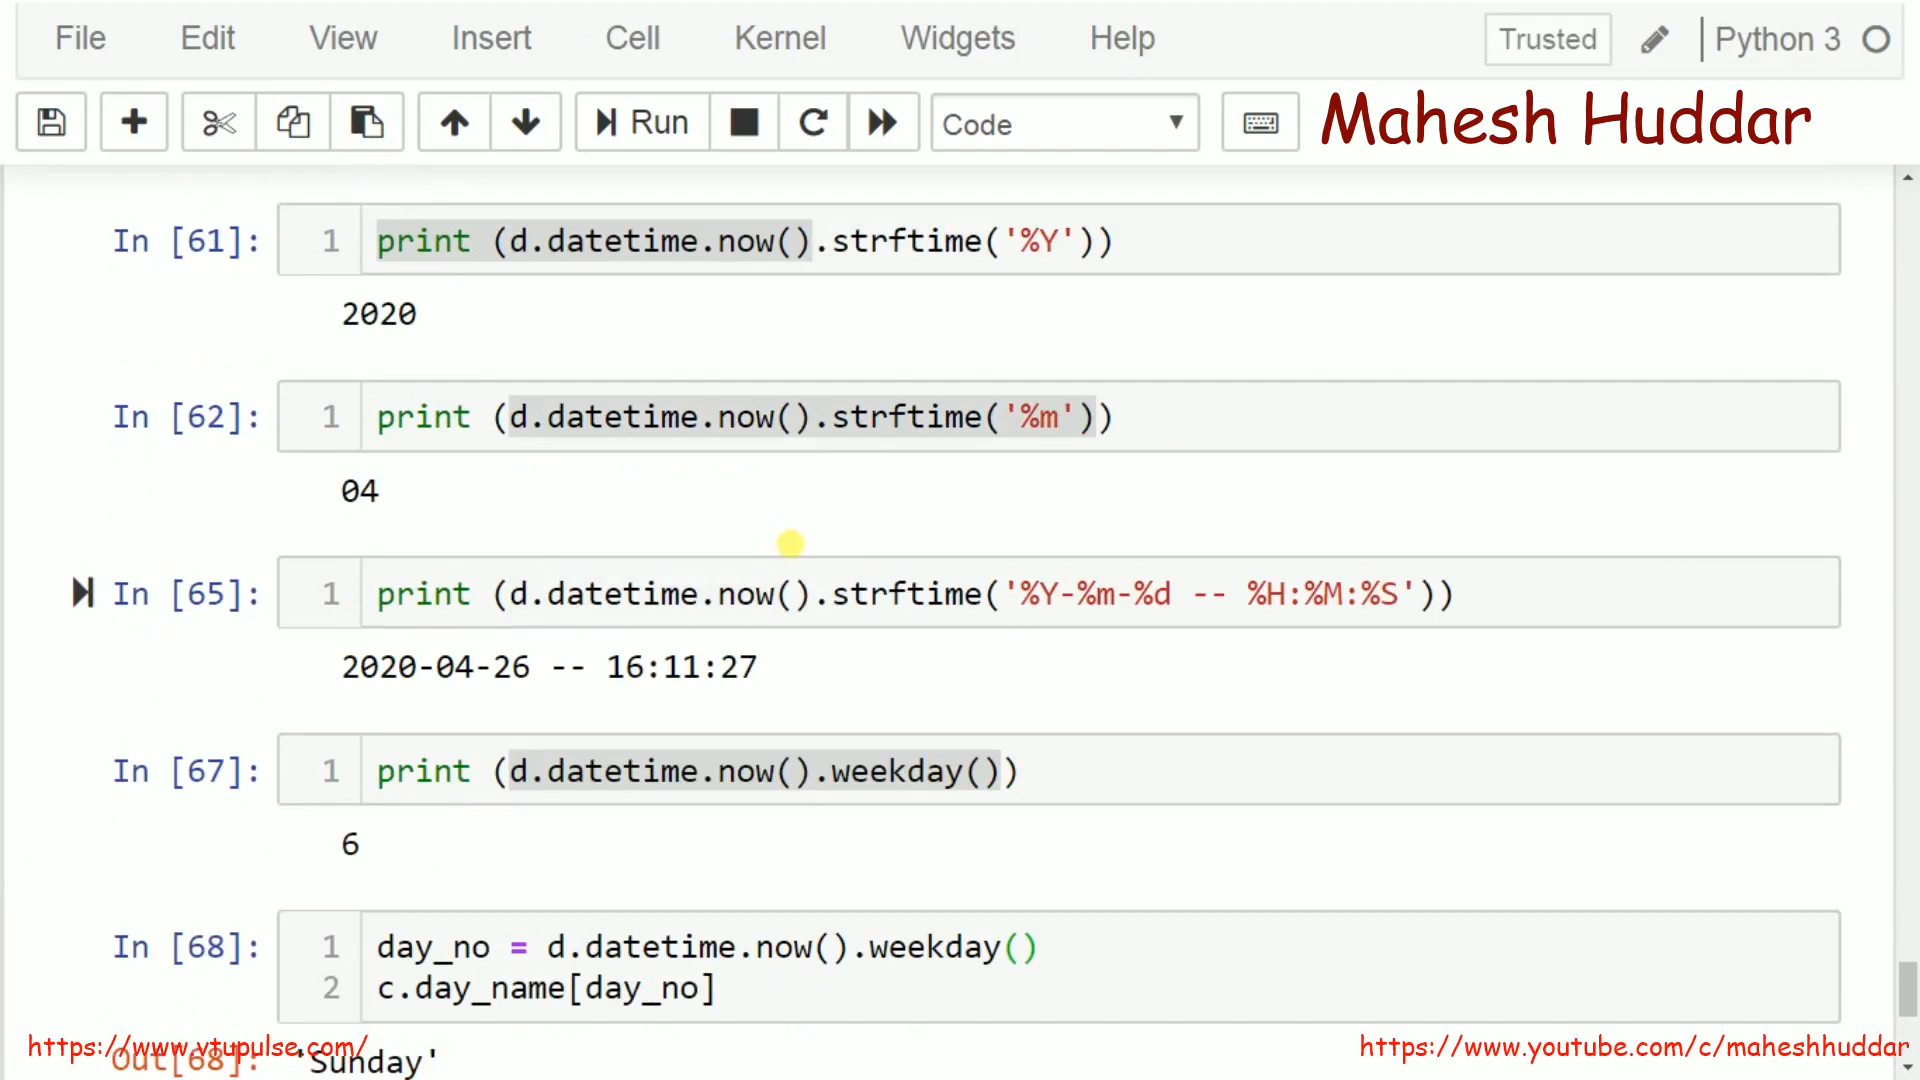 File Edit View Insert Cell Kernel Widgets Help Trusted Python 3
Run Code Mahesh Huddar
In [61]: 1 print (d.datetime.now().strftime('%Y'))
2020
In [62]: 1 print (d.datetime.now().strftime('%m'))
04
In [65]: 1 print (d.datetime.now().strftime('%Y-%m-%d -- %H:%M:%S'))
2020-04-26 -- 16:11:27
In [67]: 1 print (d.datetime.now().weekday())
6
In [68]: 1 day_no = d.datetime.now().weekday()
2 c.day_name[day_no]
https://www.vtupulse.com/ https://www.youtube.com/c/maheshhuddar
Out[68]: 'Sunday'